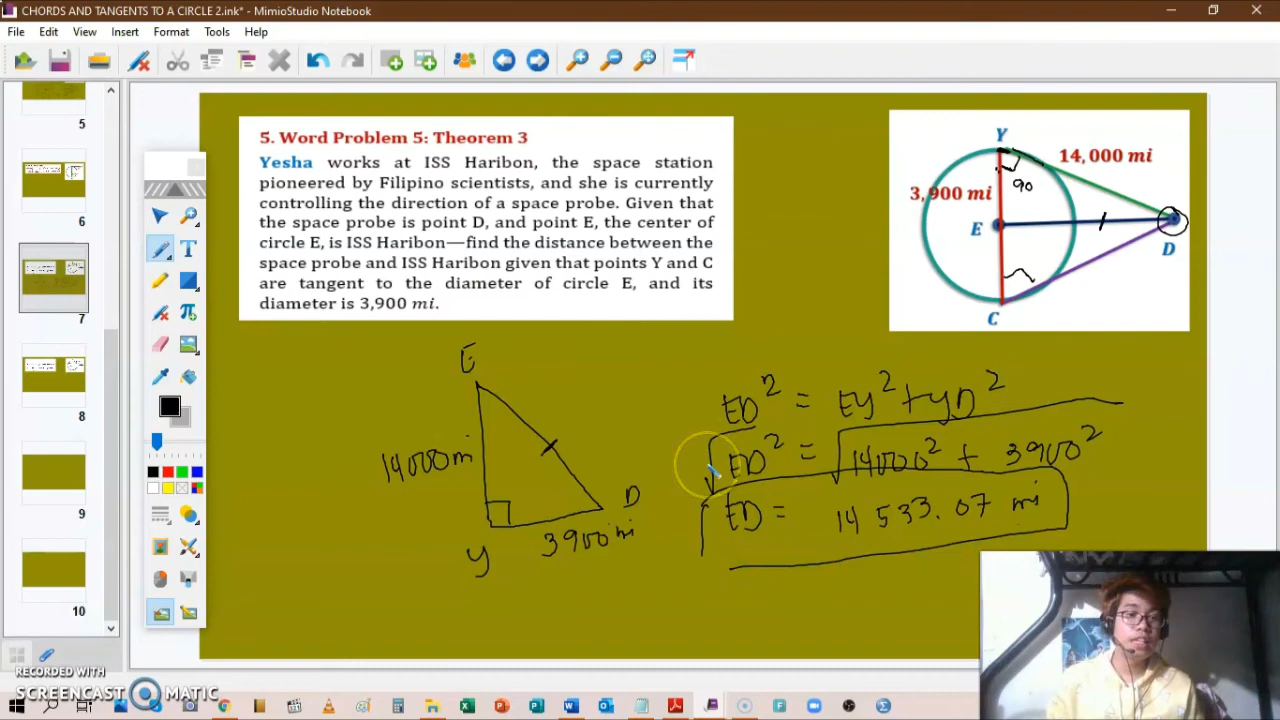 CHORDS AND TANGENTS TO A CIRCLE 2.ink* - MimioStudio Notebook
File Edit View Insert Format Tools Help
5
6
7
8
9
10
5. Word Problem 5: Theorem 3
Yesha works at ISS Haribon, the space station
pioneered by Filipino scientists, and she is currently
controlling the direction of a space probe. Given that
the space probe is point D, and point E, the center of
circle E, is ISS Haribon—find the distance between the
space probe and ISS Haribon given that points Y and C
are tangent to the diameter of circle E, and its
diameter is 3,900 mi.
Y
14,000 mi
3,900 mi
90
E
D
C
E
14000mi
D
Y
3900mi
ED² = EY² + YD²
√ED² = √14000² + 3900²
ED = 14 533.07 mi
RECORDED WITH
SCREENCAST MATIC